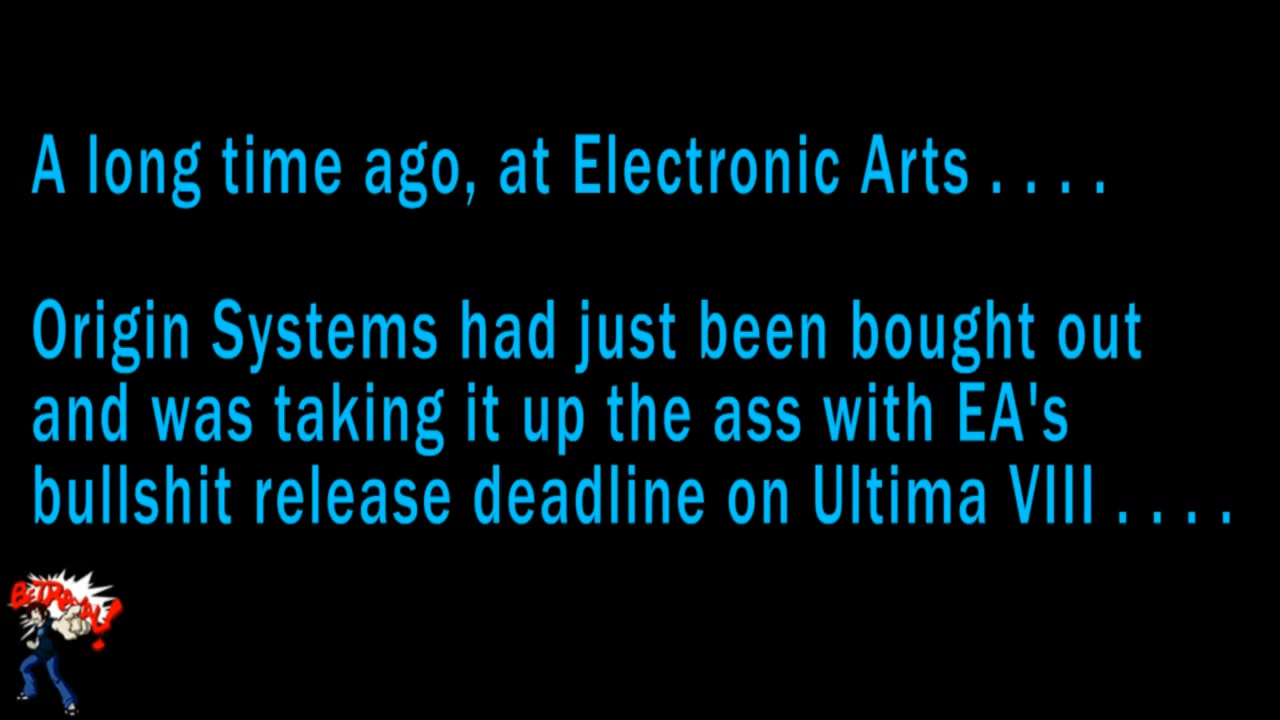 A long time ago, at Electronic Arts . . . .
Origin Systems had just been bought out
and was taking it up the ass with EA's
bullshit release deadline on Ultima VIII . . . .
BETRAYAL!